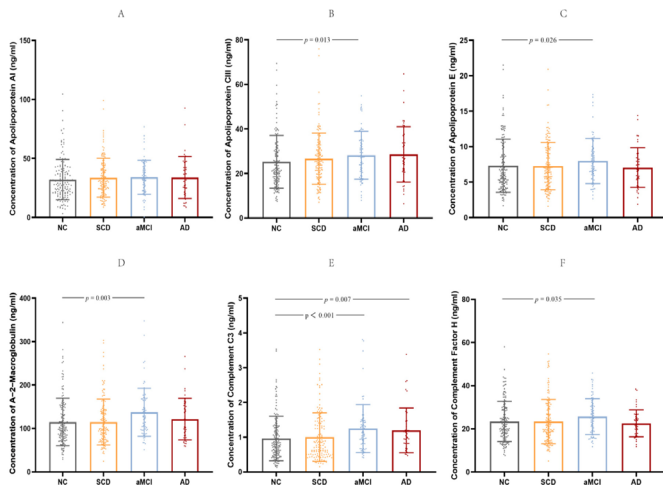 A
B
C
Concentration of Apolipoprotein AI (ng/ml)
150
100
50
0
NC SCD aMCI AD
Concentration of Apolipoprotein CIII (ng/ml)
p = 0.013
80
60
40
20
0
NC SCD aMCI AD
Concentration of Apolipoprotein E (ng/ml)
p = 0.026
25
20
15
10
5
0
NC SCD aMCI AD
D
E
F
Concentration of A−2−Macroglobulin (ng/ml)
p = 0.003
400
300
200
100
0
NC SCD aMCI AD
Concentration of Complement C3 (ng/ml)
p = 0.007
p < 0.001
5
4
3
2
1
0
NC SCD aMCI AD
Concentration of Complement Factor H (ng/ml)
p = 0.035
80
60
40
20
0
NC SCD aMCI AD